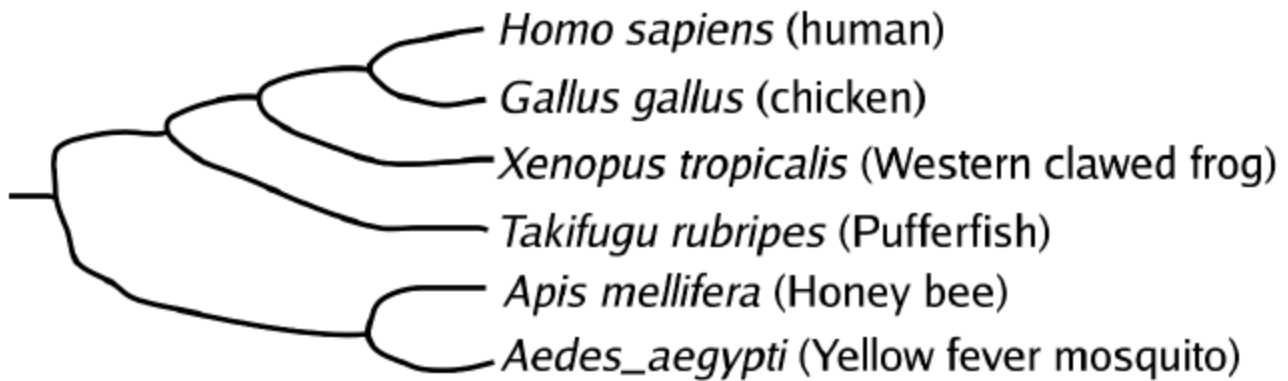 Homo sapiens (human)
Gallus gallus (chicken)
Xenopus tropicalis (Western clawed frog)
Takifugu rubripes (Pufferfish)
Apis mellifera (Honey bee)
Aedes_aegypti (Yellow fever mosquito)